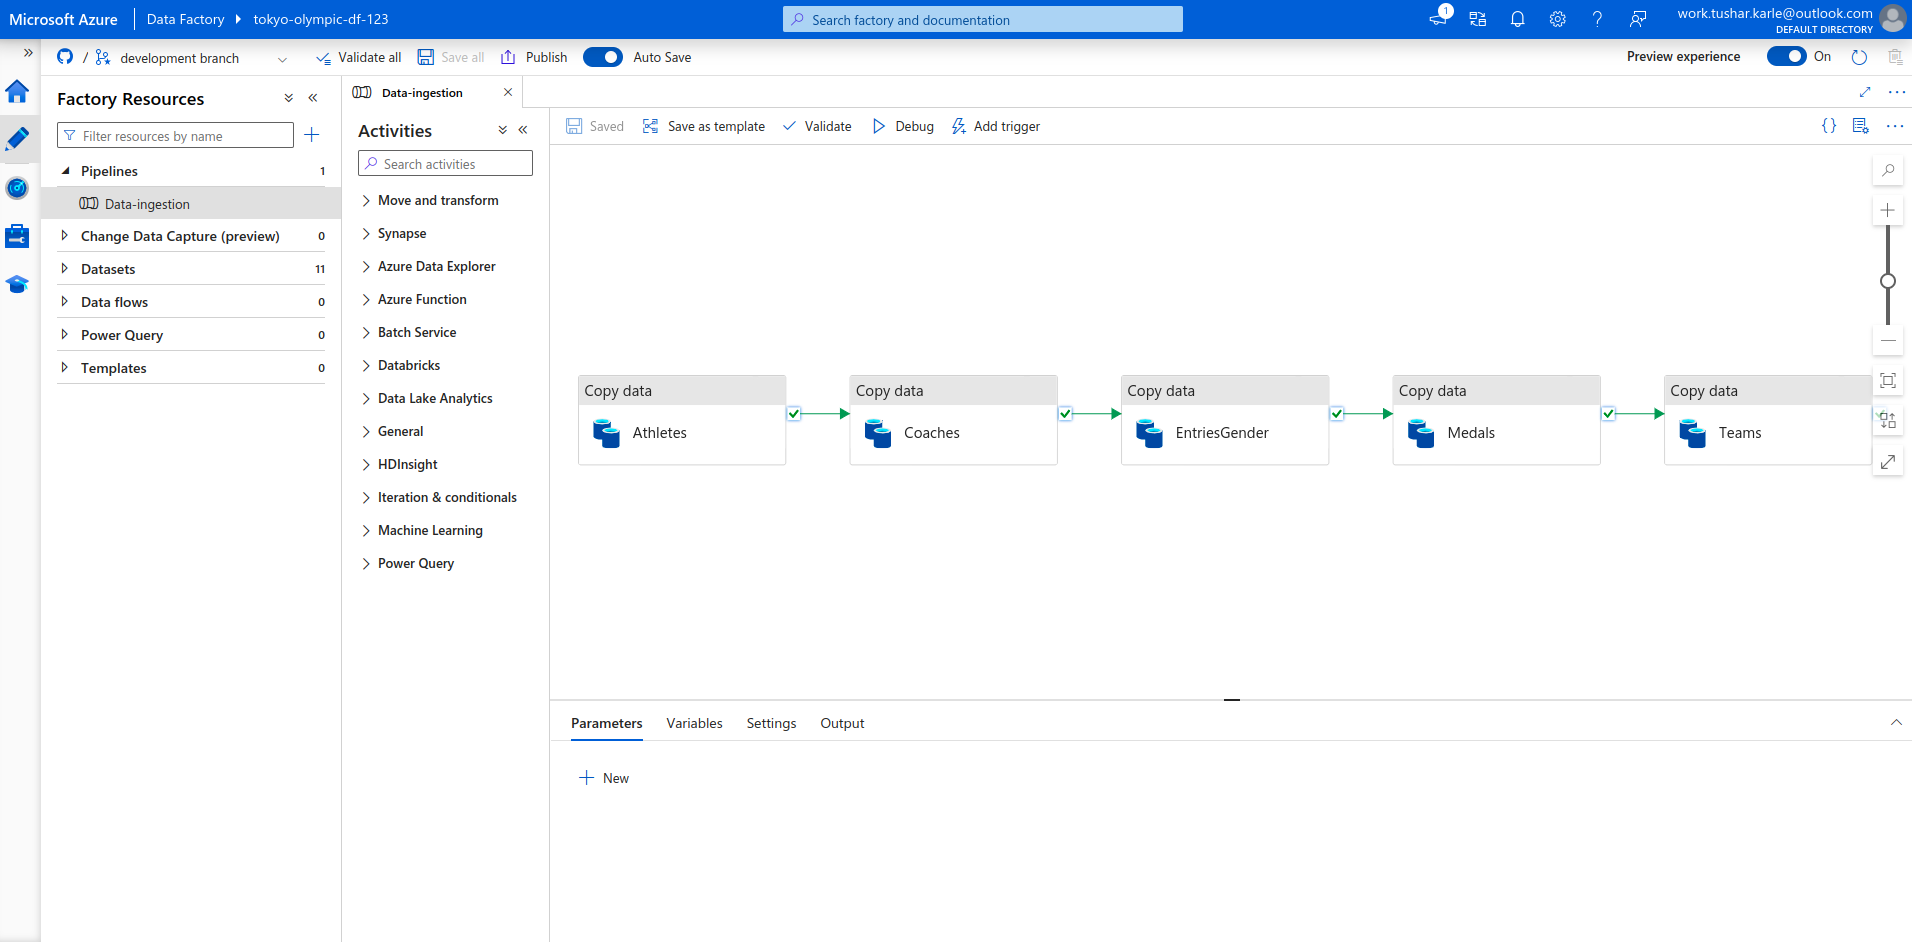 Microsoft Azure Data Factory tokyo-olympic-df-123
Search factory and documentation
1
work.tushar.karle@outlook.com
DEFAULT DIRECTORY
/ development branch Validate all Save all Publish Auto Save
Preview experience On
Factory Resources
Filter resources by name
Pipelines 1
Data-ingestion
Change Data Capture (preview) 0
Datasets 11
Data flows 0
Power Query 0
Templates 0
Data-ingestion
Activities
Search activities
Move and transform
Synapse
Azure Data Explorer
Azure Function
Batch Service
Databricks
Data Lake Analytics
General
HDInsight
Iteration & conditionals
Machine Learning
Power Query
Saved Save as template Validate Debug Add trigger
{}
Copy data
Athletes
Copy data
Coaches
Copy data
EntriesGender
Copy data
Medals
Copy data
Teams
Parameters Variables Settings Output
New